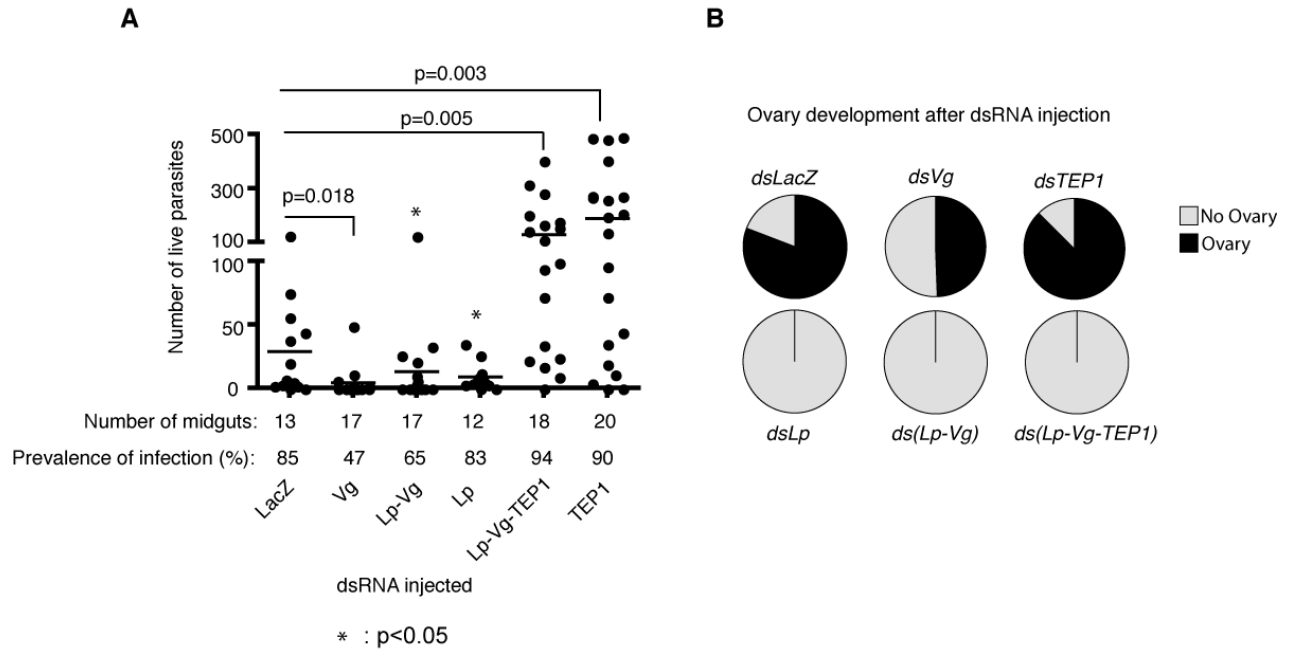 A
B
p=0.003
p=0.005
p=0.018
*
*
Number of live parasites
500
300
100
100
50
0
Number of midguts: 13 17 17 12 18 20
Prevalence of infection (%): 85 47 65 83 94 90
LacZ Vg Lp-Vg Lp Lp-Vg-TEP1 TEP1
dsRNA injected
* : p<0.05
Ovary development after dsRNA injection
dsLacZ dsVg dsTEP1
No Ovary
Ovary
dsLp ds(Lp-Vg) ds(Lp-Vg-TEP1)